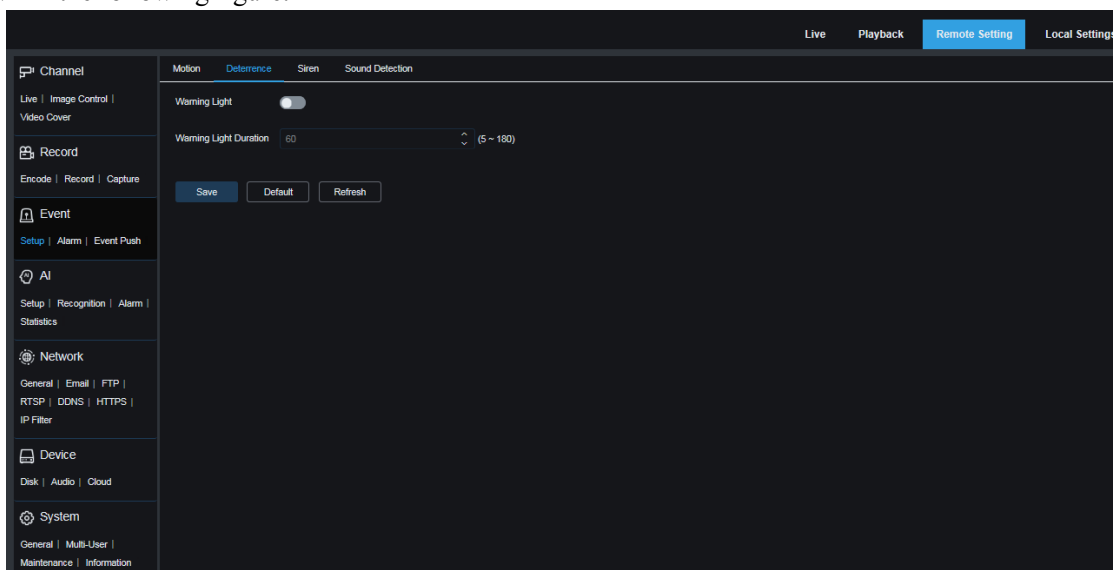 Live Playback Remote Setting Local Settings
Channel
Live | Image Control |
Video Cover
Record
Encode | Record | Capture
Event
Setup | Alarm | Event Push
AI
Setup | Recognition | Alarm |
Statistics
Network
General | Email | FTP |
RTSP | DDNS | HTTPS |
IP Filter
Device
Disk | Audio | Cloud
System
General | Multi-User |
Maintenance | Information
Motion Deterrence Siren Sound Detection
Warning Light
Warning Light Duration 60 (5 ~ 180)
Save Default Refresh